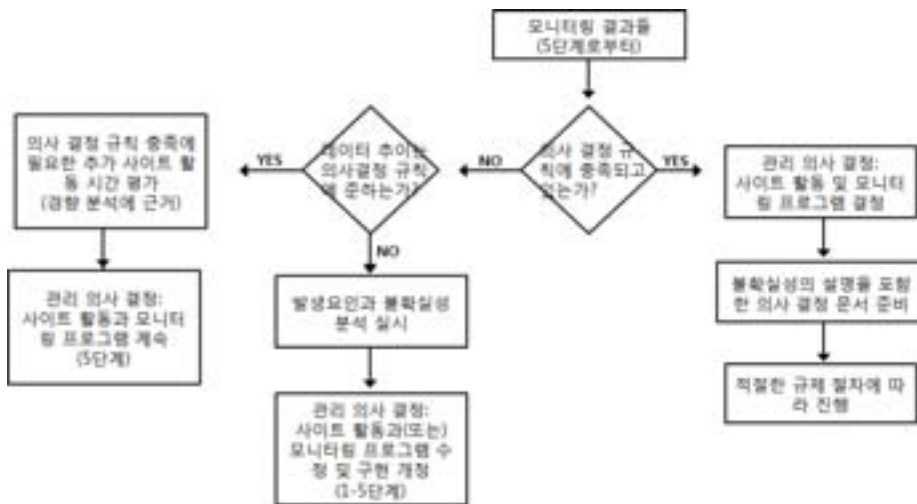 모니터링 결과들
(5단계로부터)
의사 결정 규
칙에 충족되고
있는가?
NO
YES
데이터 추이는
의사결정 규칙
에 준하는가?
YES
NO
의사 결정 규칙 충족에
필요한 추가 사이트 활
동 시간 평가
(경향 분석에 근거)
관리 의사 결정:
사이트 활동과 모니터
링 프로그램 계속
(5단계)
발생요인과 불확실성
분석 실시
관리 의사 결정:
사이트 활동과(또는)
모니터링 프로그램 수
정 및 구현 개정
(1-5단계)
관리 의사 결정:
사이트 활동 및 모니터
링 프로그램 결정
불확실성의 설명을 포함
한 의사 결정 문서 준비
적절한 규제 절차에 따
라 진행